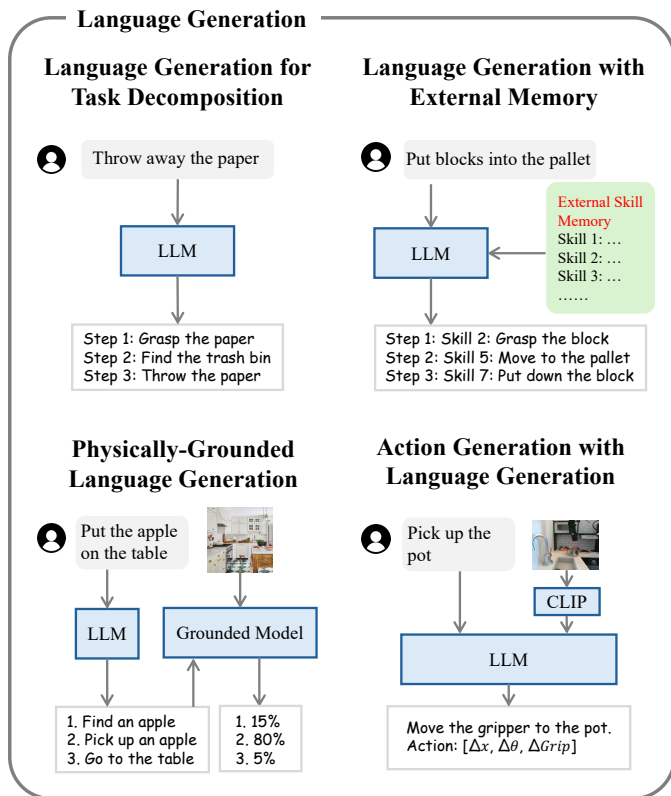 Language Generation
Language Generation for
Task Decomposition
Throw away the paper
LLM
Step 1: Grasp the paper
Step 2: Find the trash bin
Step 3: Throw the paper
Language Generation with
External Memory
Put blocks into the pallet
External Skill
Memory
Skill 1: …
Skill 2: …
Skill 3: …
……
LLM
Step 1: Skill 2: Grasp the block
Step 2: Skill 5: Move to the pallet
Step 3: Skill 7: Put down the block
Physically-Grounded
Language Generation
Put the apple
on the table
LLM
Grounded Model
1. Find an apple
2. Pick up an apple
3. Go to the table
1. 15%
2. 80%
3. 5%
Action Generation with
Language Generation
Pick up the
pot
CLIP
LLM
Move the gripper to the pot.
Action: [Δx, Δθ, ΔGrip]